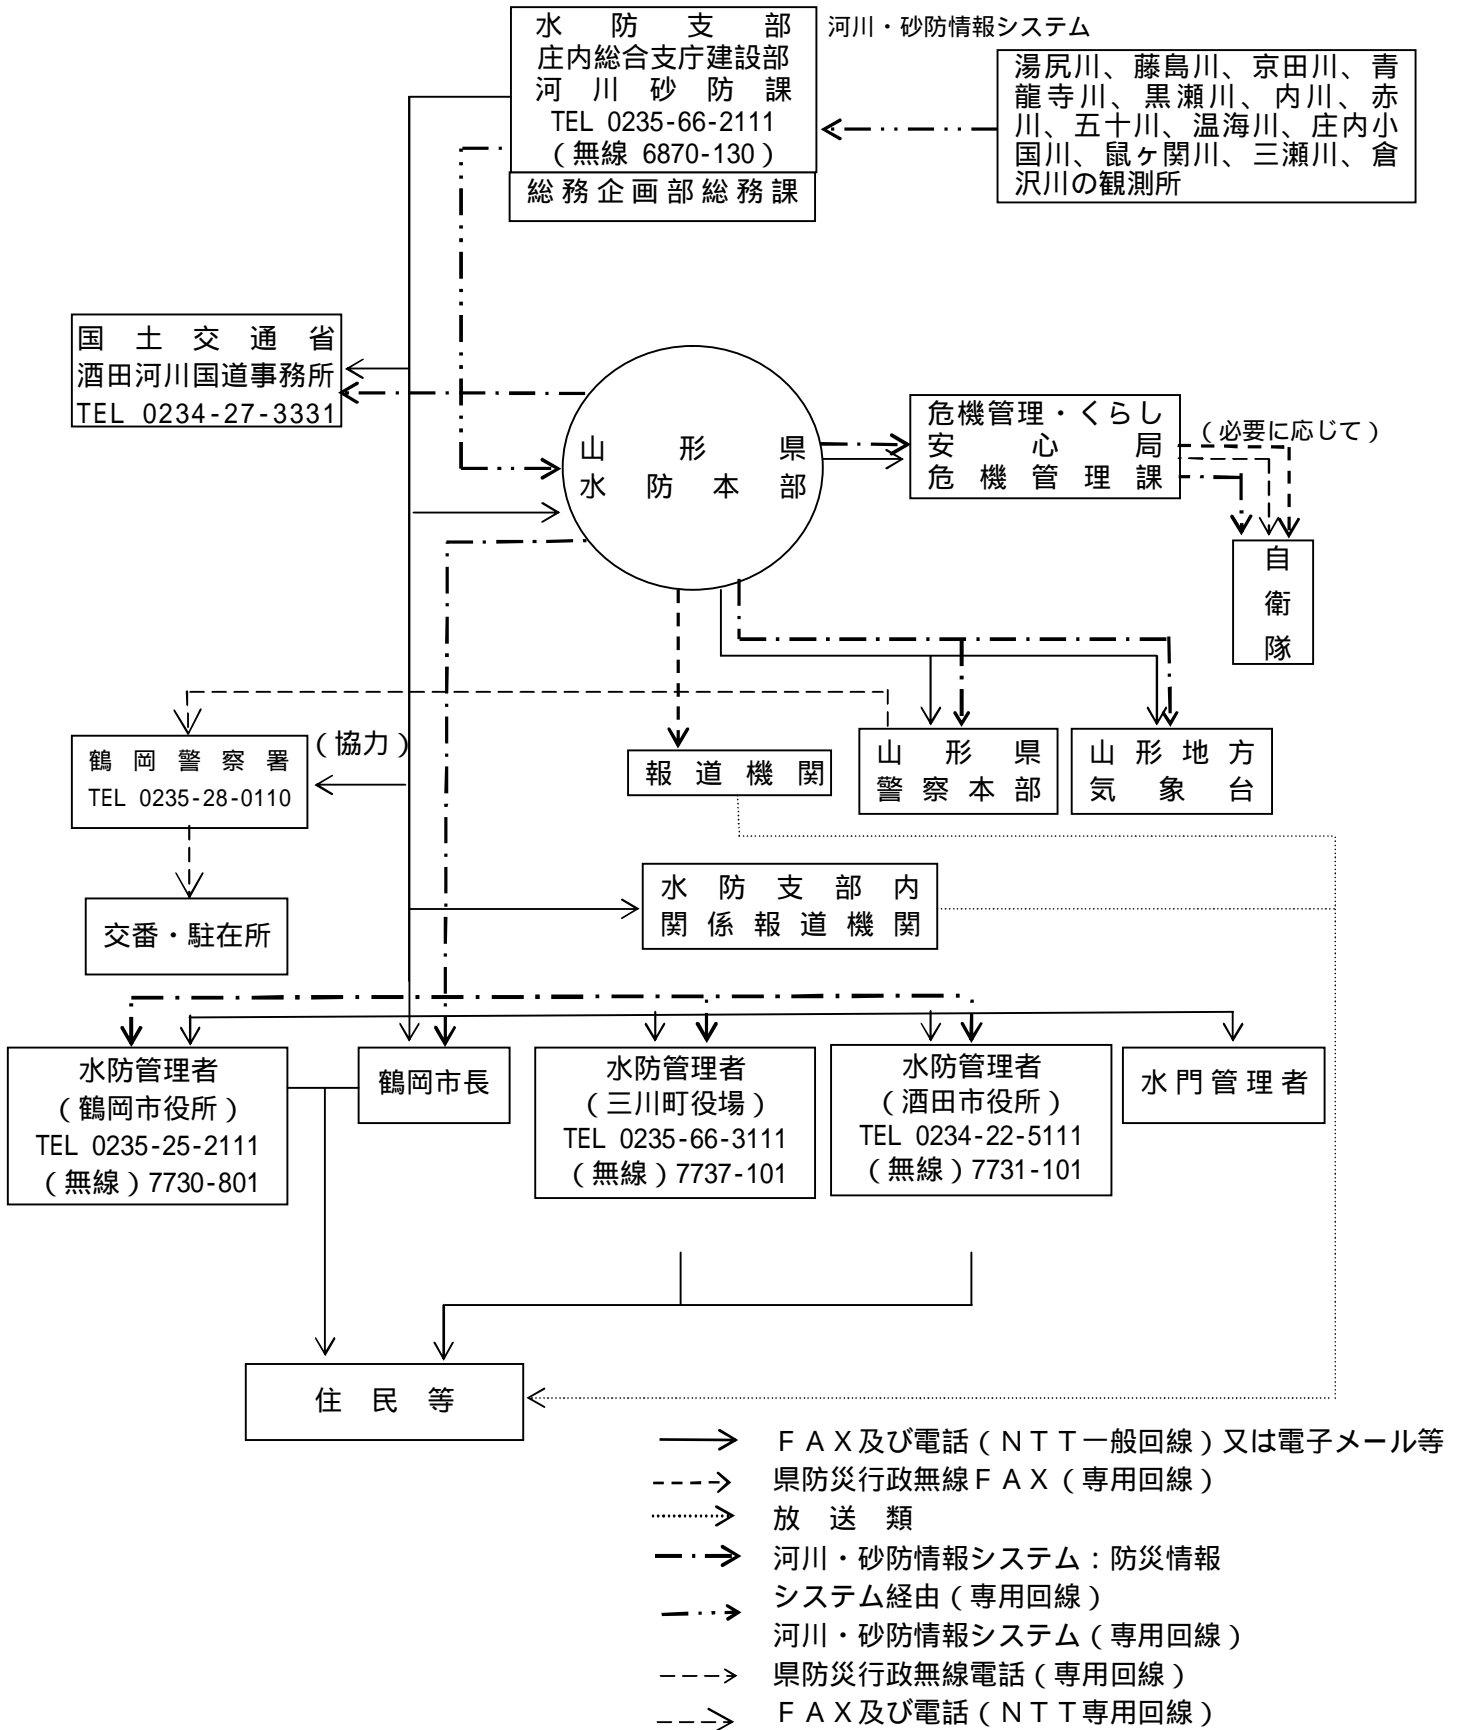 水防支部
庄内総合支庁建設部
河川砂防課
TEL 0235-66-2111
(無線 6870-130)
総務企画部総務課
河川・砂防情報システム
湯尻川、藤島川、京田川、青
龍寺川、黒瀬川、内川、赤
川、五十川、温海川、庄内小
国川、鼠ヶ関川、三瀬川、倉
沢川の観測所
国土交通省
酒田河川国道事務所
TEL 0234-27-3331
山形県
水防本部
危機管理・くらし
安心局
危機管理課
(必要に応じて)
自
衛
隊
鶴岡警察署
TEL 0235-28-0110
(協力)
報道機関
山形県
警察本部
山形地方
気象台
水防支部内
関係報道機関
交番・駐在所
水防管理者
(鶴岡市役所)
TEL 0235-25-2111
(無線)7730-801
鶴岡市長
水防管理者
(三川町役場)
TEL 0235-66-3111
(無線)7737-101
水防管理者
(酒田市役所)
TEL 0234-22-5111
(無線)7731-101
水門管理者
住民等
FAX及び電話(NTT一般回線)又は電子メール等
県防災行政無線FAX(専用回線)
放送類
河川・砂防情報システム:防災情報
システム経由(専用回線)
河川・砂防情報システム(専用回線)
県防災行政無線電話(専用回線)
FAX及び電話(NTT専用回線)